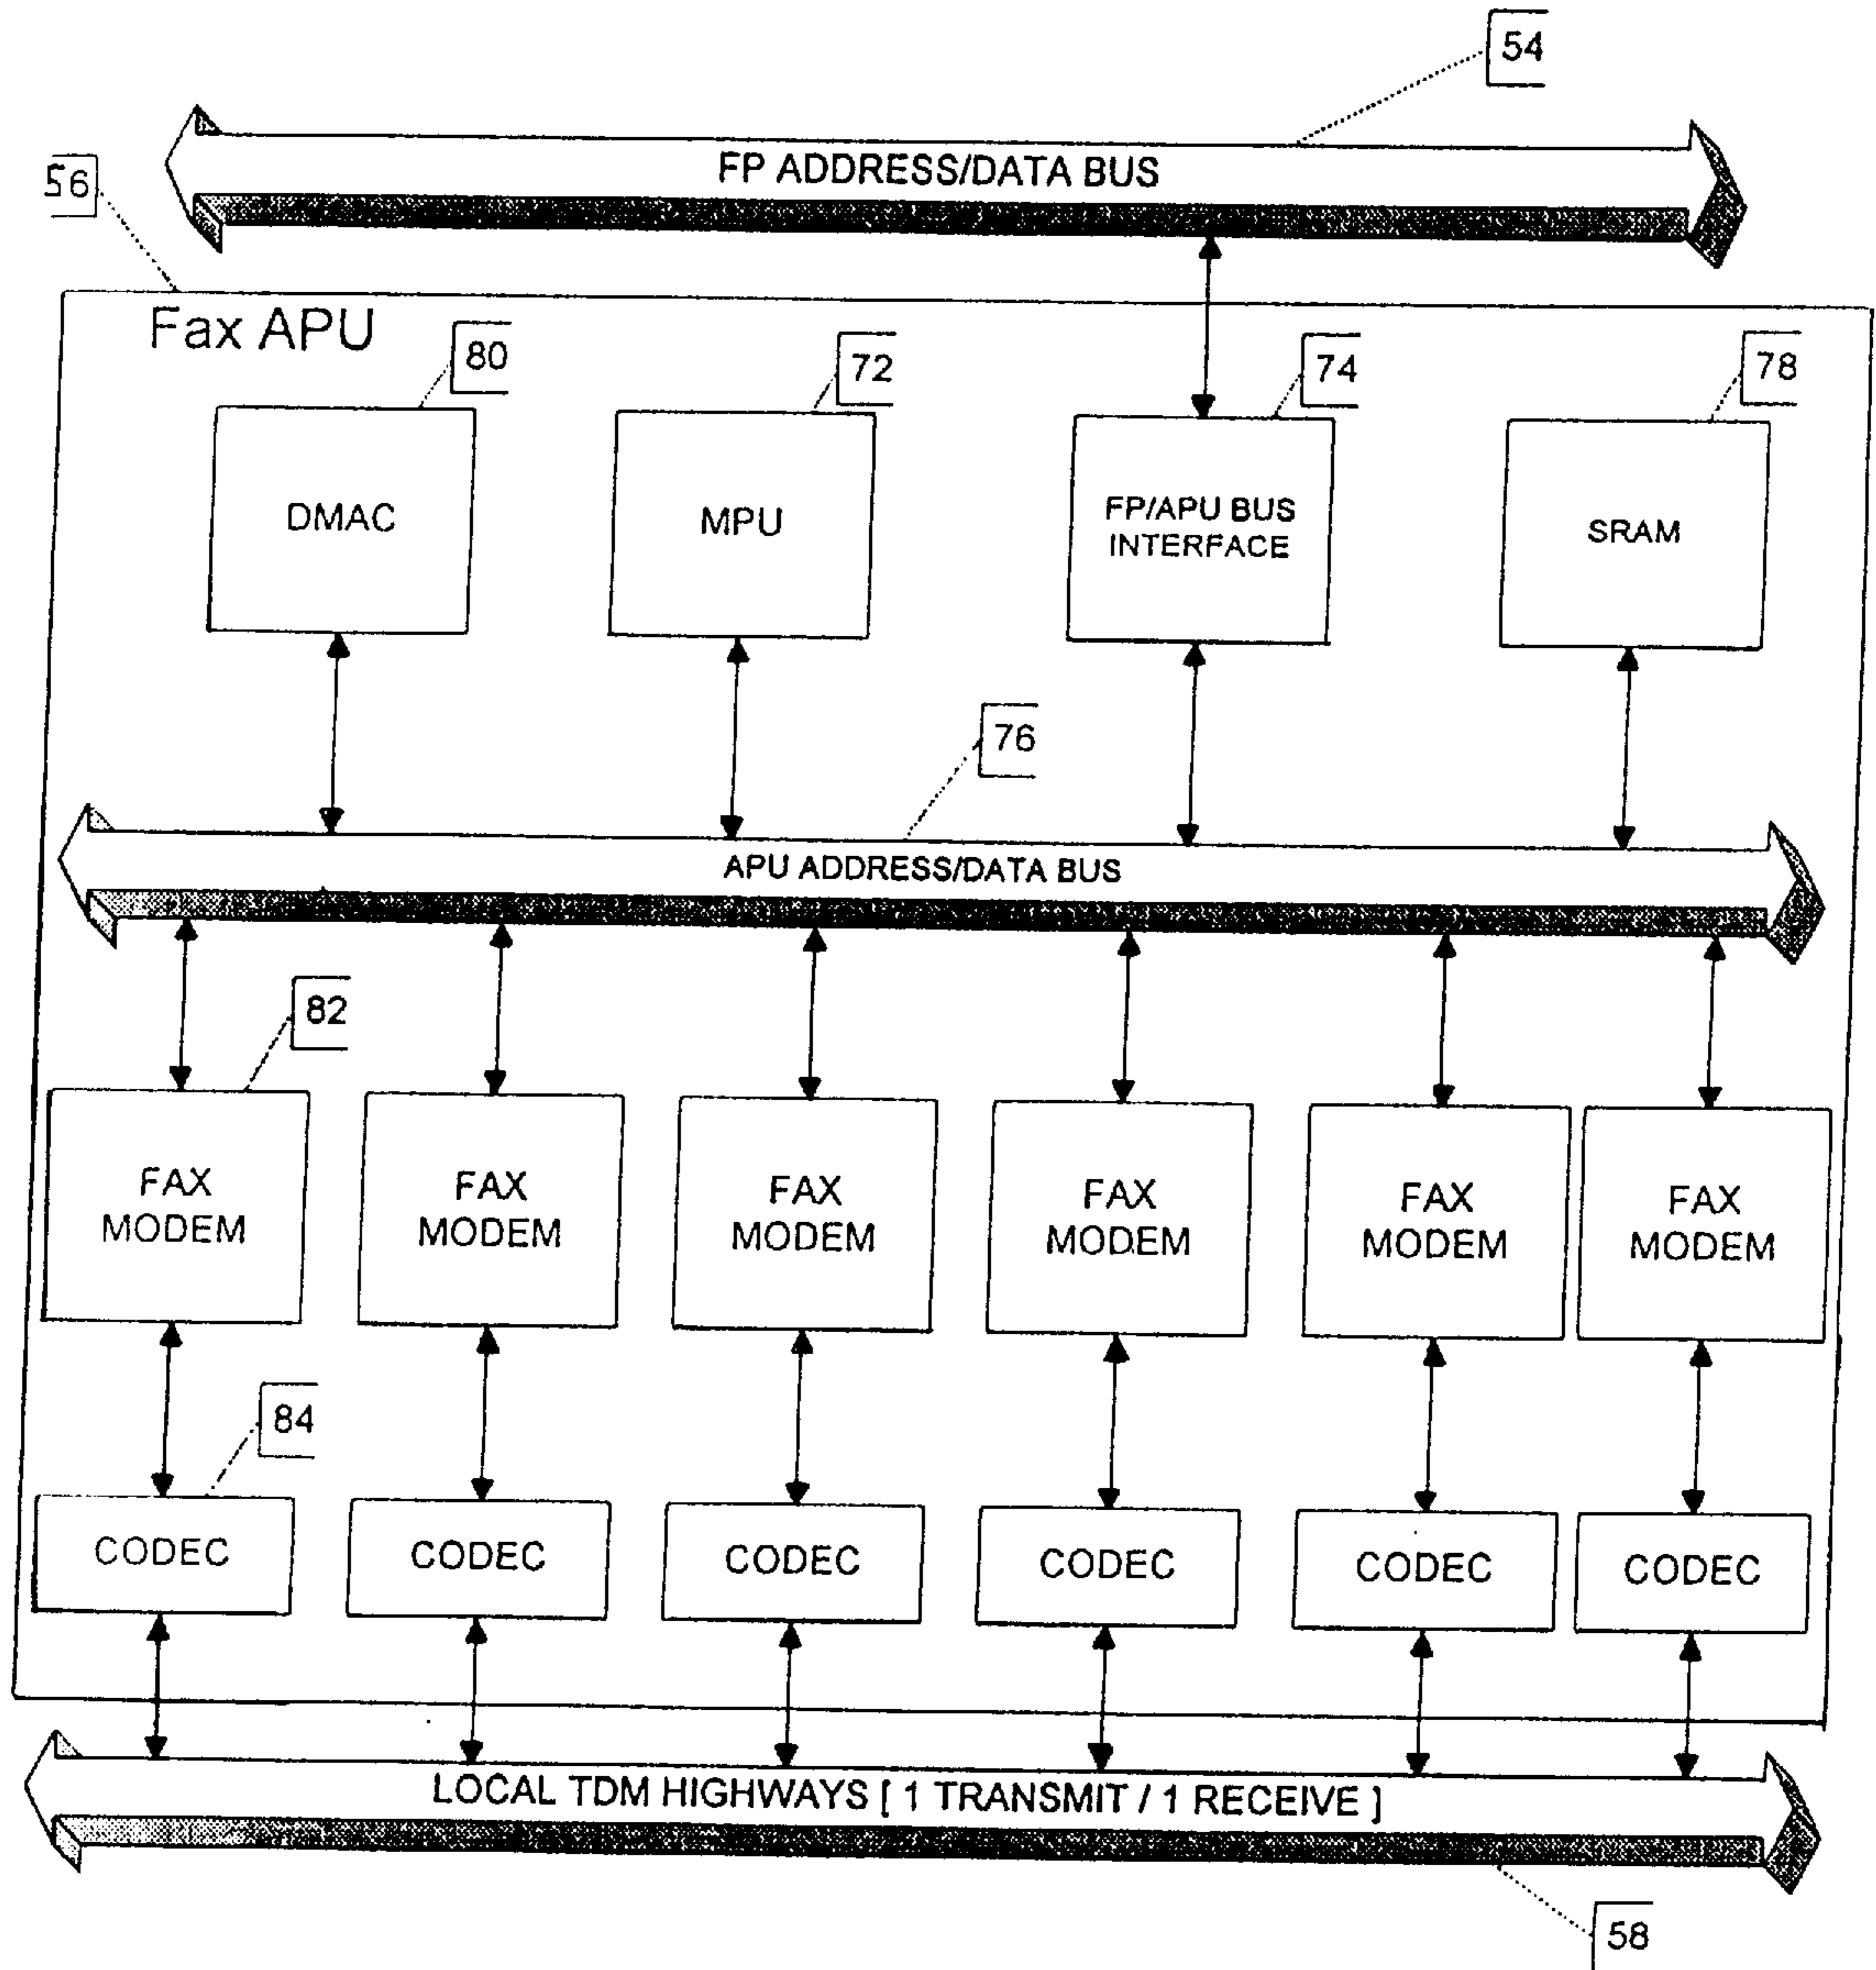 54
FP ADDRESS/DATA BUS
56
Fax APU
80
72
74
78
DMAC
MPU
FP/APU BUS
INTERFACE
SRAM
76
APU ADDRESS/DATA BUS
82
FAX
MODEM
FAX
MODEM
FAX
MODEM
FAX
MODEM
FAX
MODEM
FAX
MODEM
84
CODEC
CODEC
CODEC
CODEC
CODEC
CODEC
LOCAL TDM HIGHWAYS [ 1 TRANSMIT / 1 RECEIVE ]
58